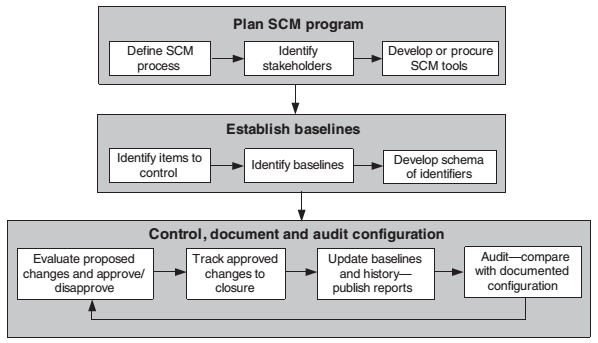 Plan SCM program
Define SCM
process
Identify
stakeholders
Develop or procure
SCM tools
Establish baselines
Identify items to
control
Identify baselines
Develop schema
of identifiers
Control, document and audit configuration
Evaluate proposed
changes and approve/
disapprove
Track approved
changes to
closure
Update baselines
and history—
publish reports
Audit—compare
with documented
configuration